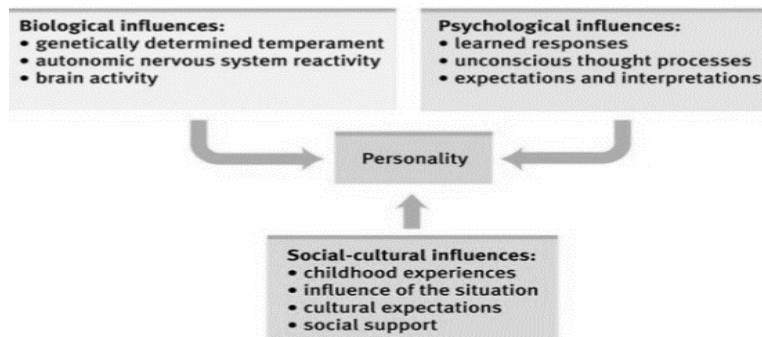 Biological influences:
• genetically determined temperament
• autonomic nervous system reactivity
• brain activity
Psychological influences:
• learned responses
• unconscious thought processes
• expectations and interpretations
Personality
Social-cultural influences:
• childhood experiences
• influence of the situation
• cultural expectations
• social support